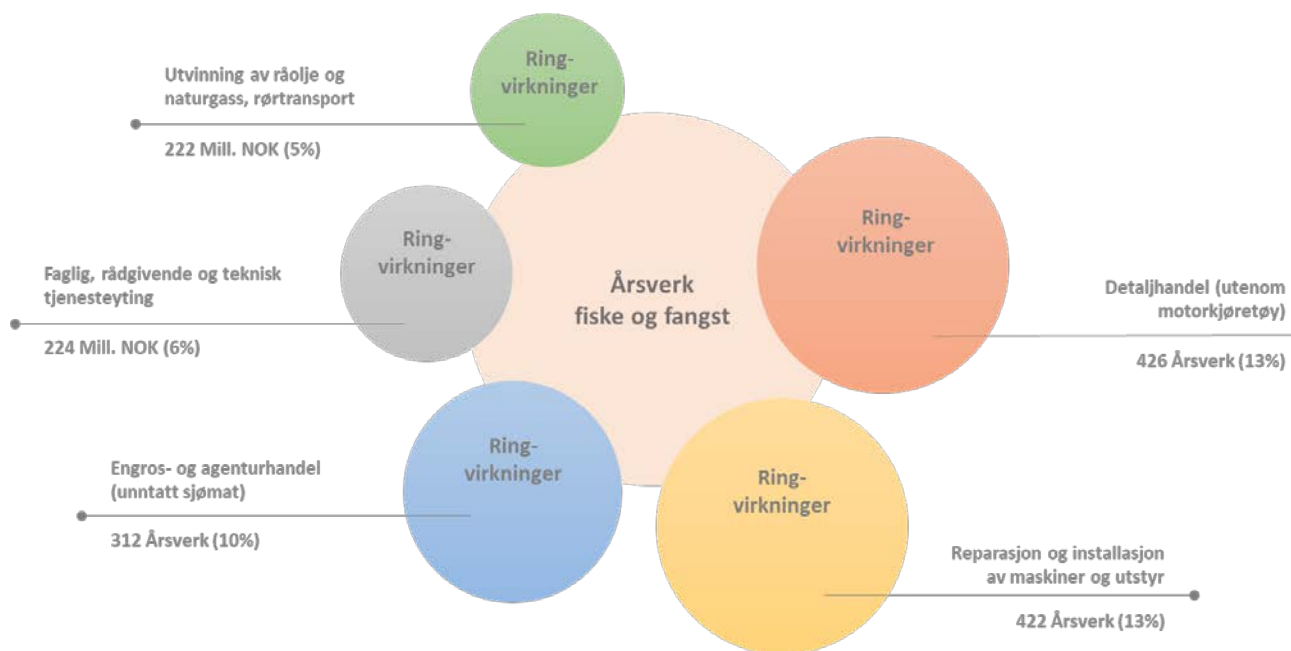 Ring-
virkninger
Utvinning av råolje og
naturgass, rørtransport
222 Mill. NOK (5%)
Ring-
virkninger
Ring-
virkninger
Faglig, rådgivende og teknisk
tjenesteyting
224 Mill. NOK (6%)
Årsverk
fiske og fangst
Detaljhandel (utenom
motorkjøretøy)
426 Årsverk (13%)
Ring-
virkninger
Engros- og agenturhandel
(unntatt sjømat)
312 Årsverk (10%)
Ring-
virkninger
Reparasjon og installasjon
av maskiner og utstyr
422 Årsverk (13%)